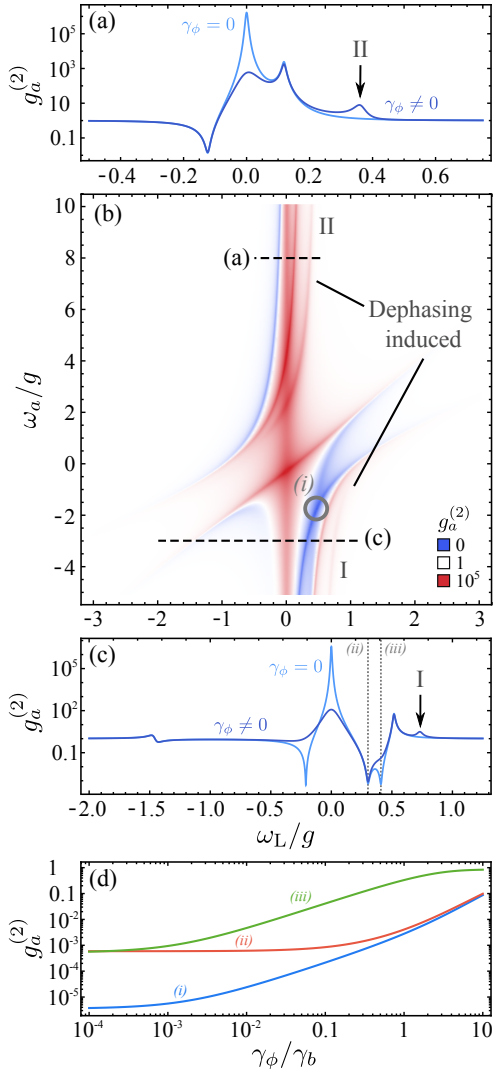 (a)
g_a^(2)
10^5
10^3
10
0.1
γ_ϕ = 0
II
γ_ϕ ≠ 0
-0.4 -0.2 0.0 0.2 0.4 0.6
(b)
ω_a/g
10
8
6
4
2
0
-2
-4
II
(a)
Dephasing
induced
(i)
(c)
I
g_a^(2)
0
1
10^5
-3 -2 -1 0 1 2 3
(c)
g_a^(2)
10^5
10^2
0.1
γ_ϕ = 0
(ii) (iii)
I
γ_ϕ ≠ 0
-2.0 -1.5 -1.0 -0.5 0.0 0.5 1.0
ω_L/g
(d)
g_a^(2)
1
0.1
10^-2
10^-3
10^-4
10^-5
(iii)
(ii)
(i)
10^-4 10^-3 10^-2 0.1 1 10
γ_ϕ/γ_b